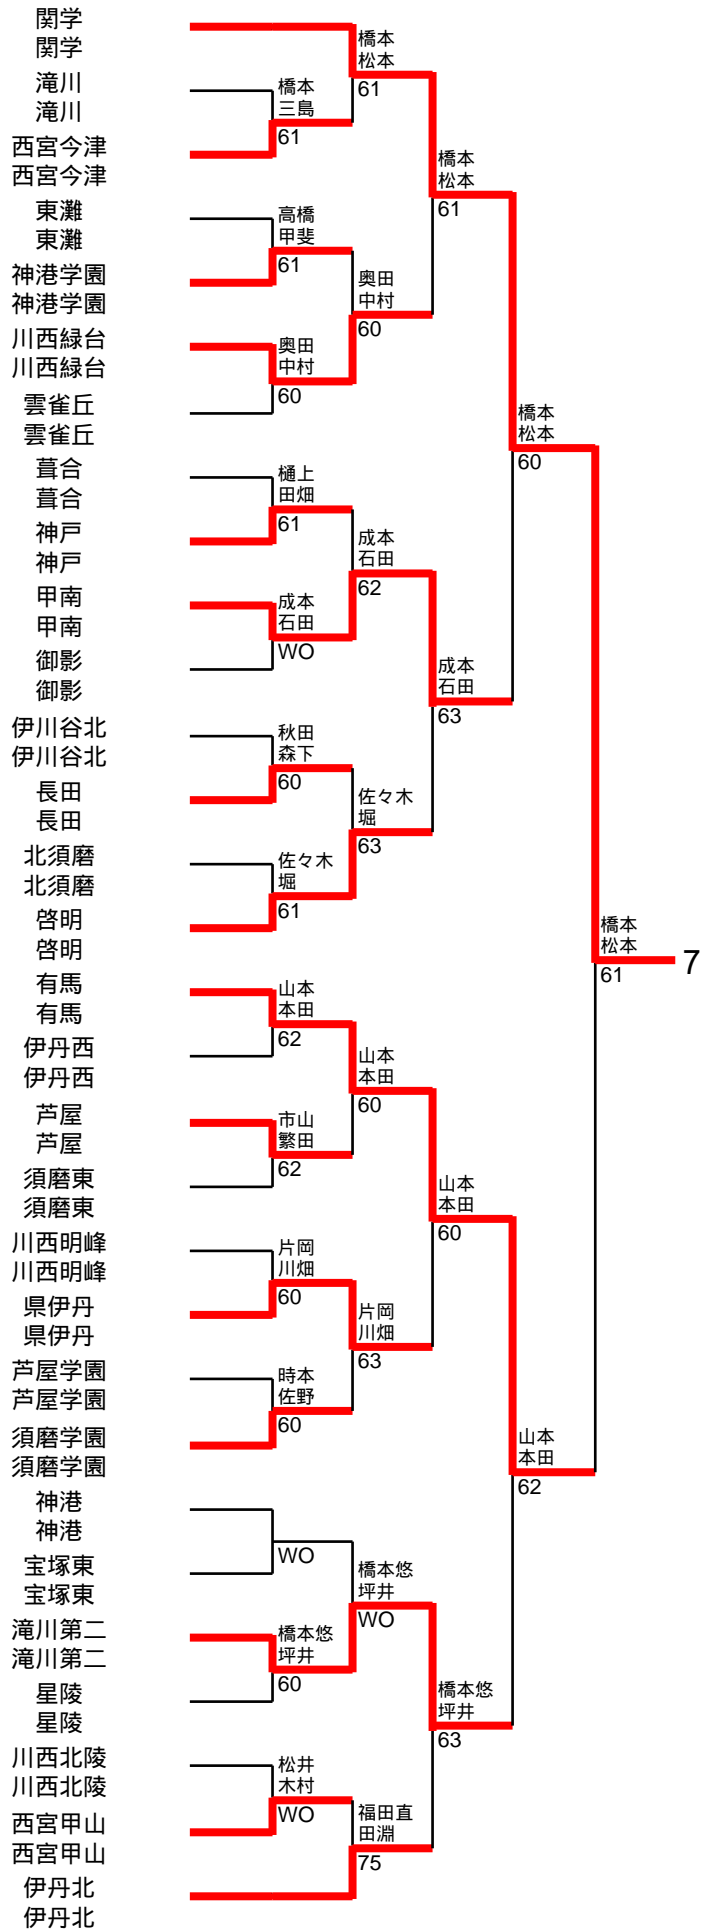 関学
関学
滝川
滝川
西宮今津
西宮今津
東灘
東灘
神港学園
神港学園
川西緑台
川西緑台
雲雀丘
雲雀丘
葺合
葺合
神戸
神戸
甲南
甲南
御影
御影
伊川谷北
伊川谷北
長田
長田
北須磨
北須磨
啓明
啓明
有馬
有馬
伊丹西
伊丹西
芦屋
芦屋
須磨東
須磨東
川西明峰
川西明峰
県伊丹
県伊丹
芦屋学園
芦屋学園
須磨学園
須磨学園
神港
神港
宝塚東
宝塚東
滝川第二
滝川第二
星陵
星陵
川西北陵
川西北陵
西宮甲山
西宮甲山
伊丹北
伊丹北
橋本
三島
61
高橋
甲斐
61
奥田
中村
60
樋上
田畑
61
成本
石田
WO
秋田
森下
60
佐々木
堀
61
山本
本田
62
市山
繁田
62
片岡
川畑
60
時本
佐野
60
WO
橋本悠
坪井
60
松井
木村
WO
橋本
松本
61
奥田
中村
60
成本
石田
62
佐々木
堀
63
山本
本田
60
片岡
川畑
63
橋本悠
坪井
WO
福田直
田淵
75
橋本
松本
61
成本
石田
63
山本
本田
60
橋本悠
坪井
63
橋本
松本
60
山本
本田
62
橋本
松本
61
7